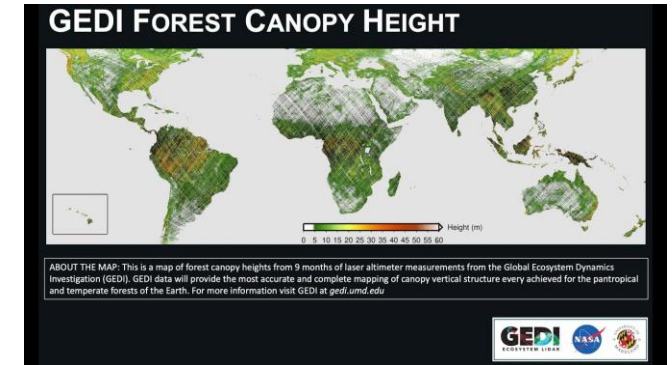 GEDI FOREST CANOPY HEIGHT
Height (m)
0 5 10 15 20 25 30 35 40 45 50 55 60
ABOUT THE MAP: This is a map of forest canopy heights from 9 months of laser altimeter measurements from the Global Ecosystem Dynamics
Investigation (GEDI). GEDI data will provide the most accurate and complete mapping of canopy vertical structure every achieved for the pantropical
and temperate forests of the Earth. For more information visit GEDI at gedi.umd.edu
GEDI
ECOSYSTEM LIDAR
NASA